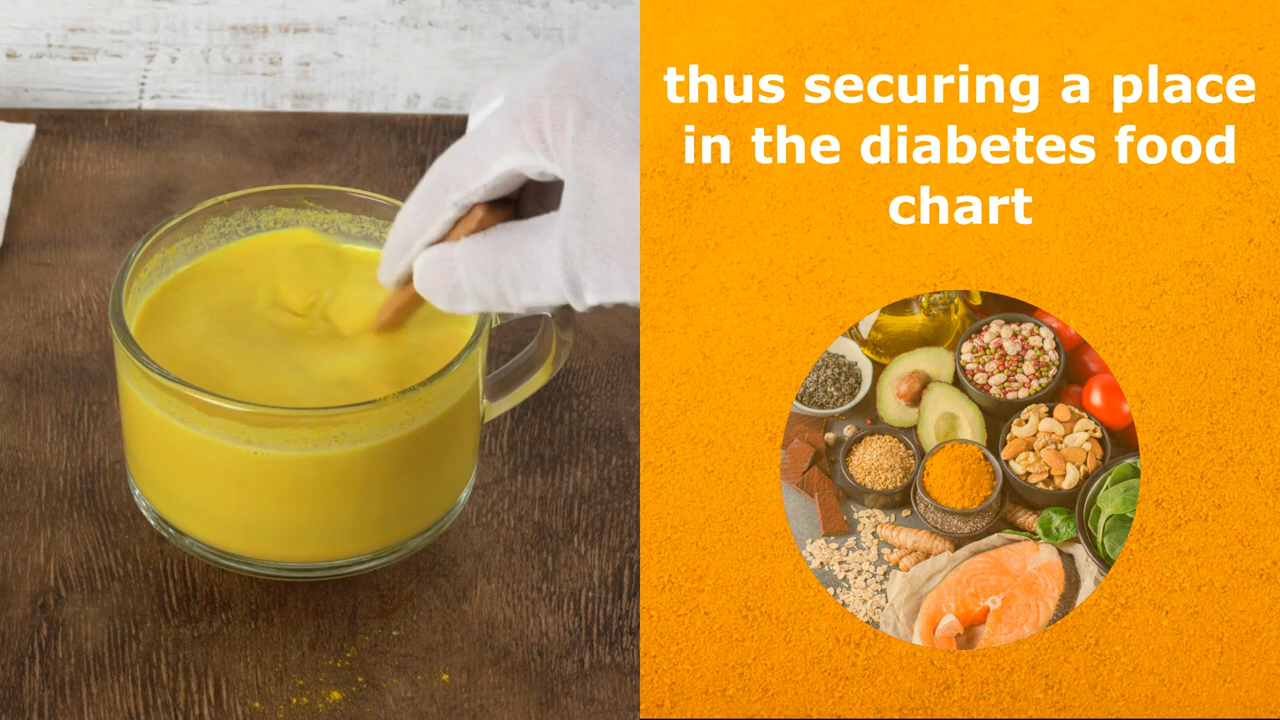 thus securing a place
in the diabetes food
chart